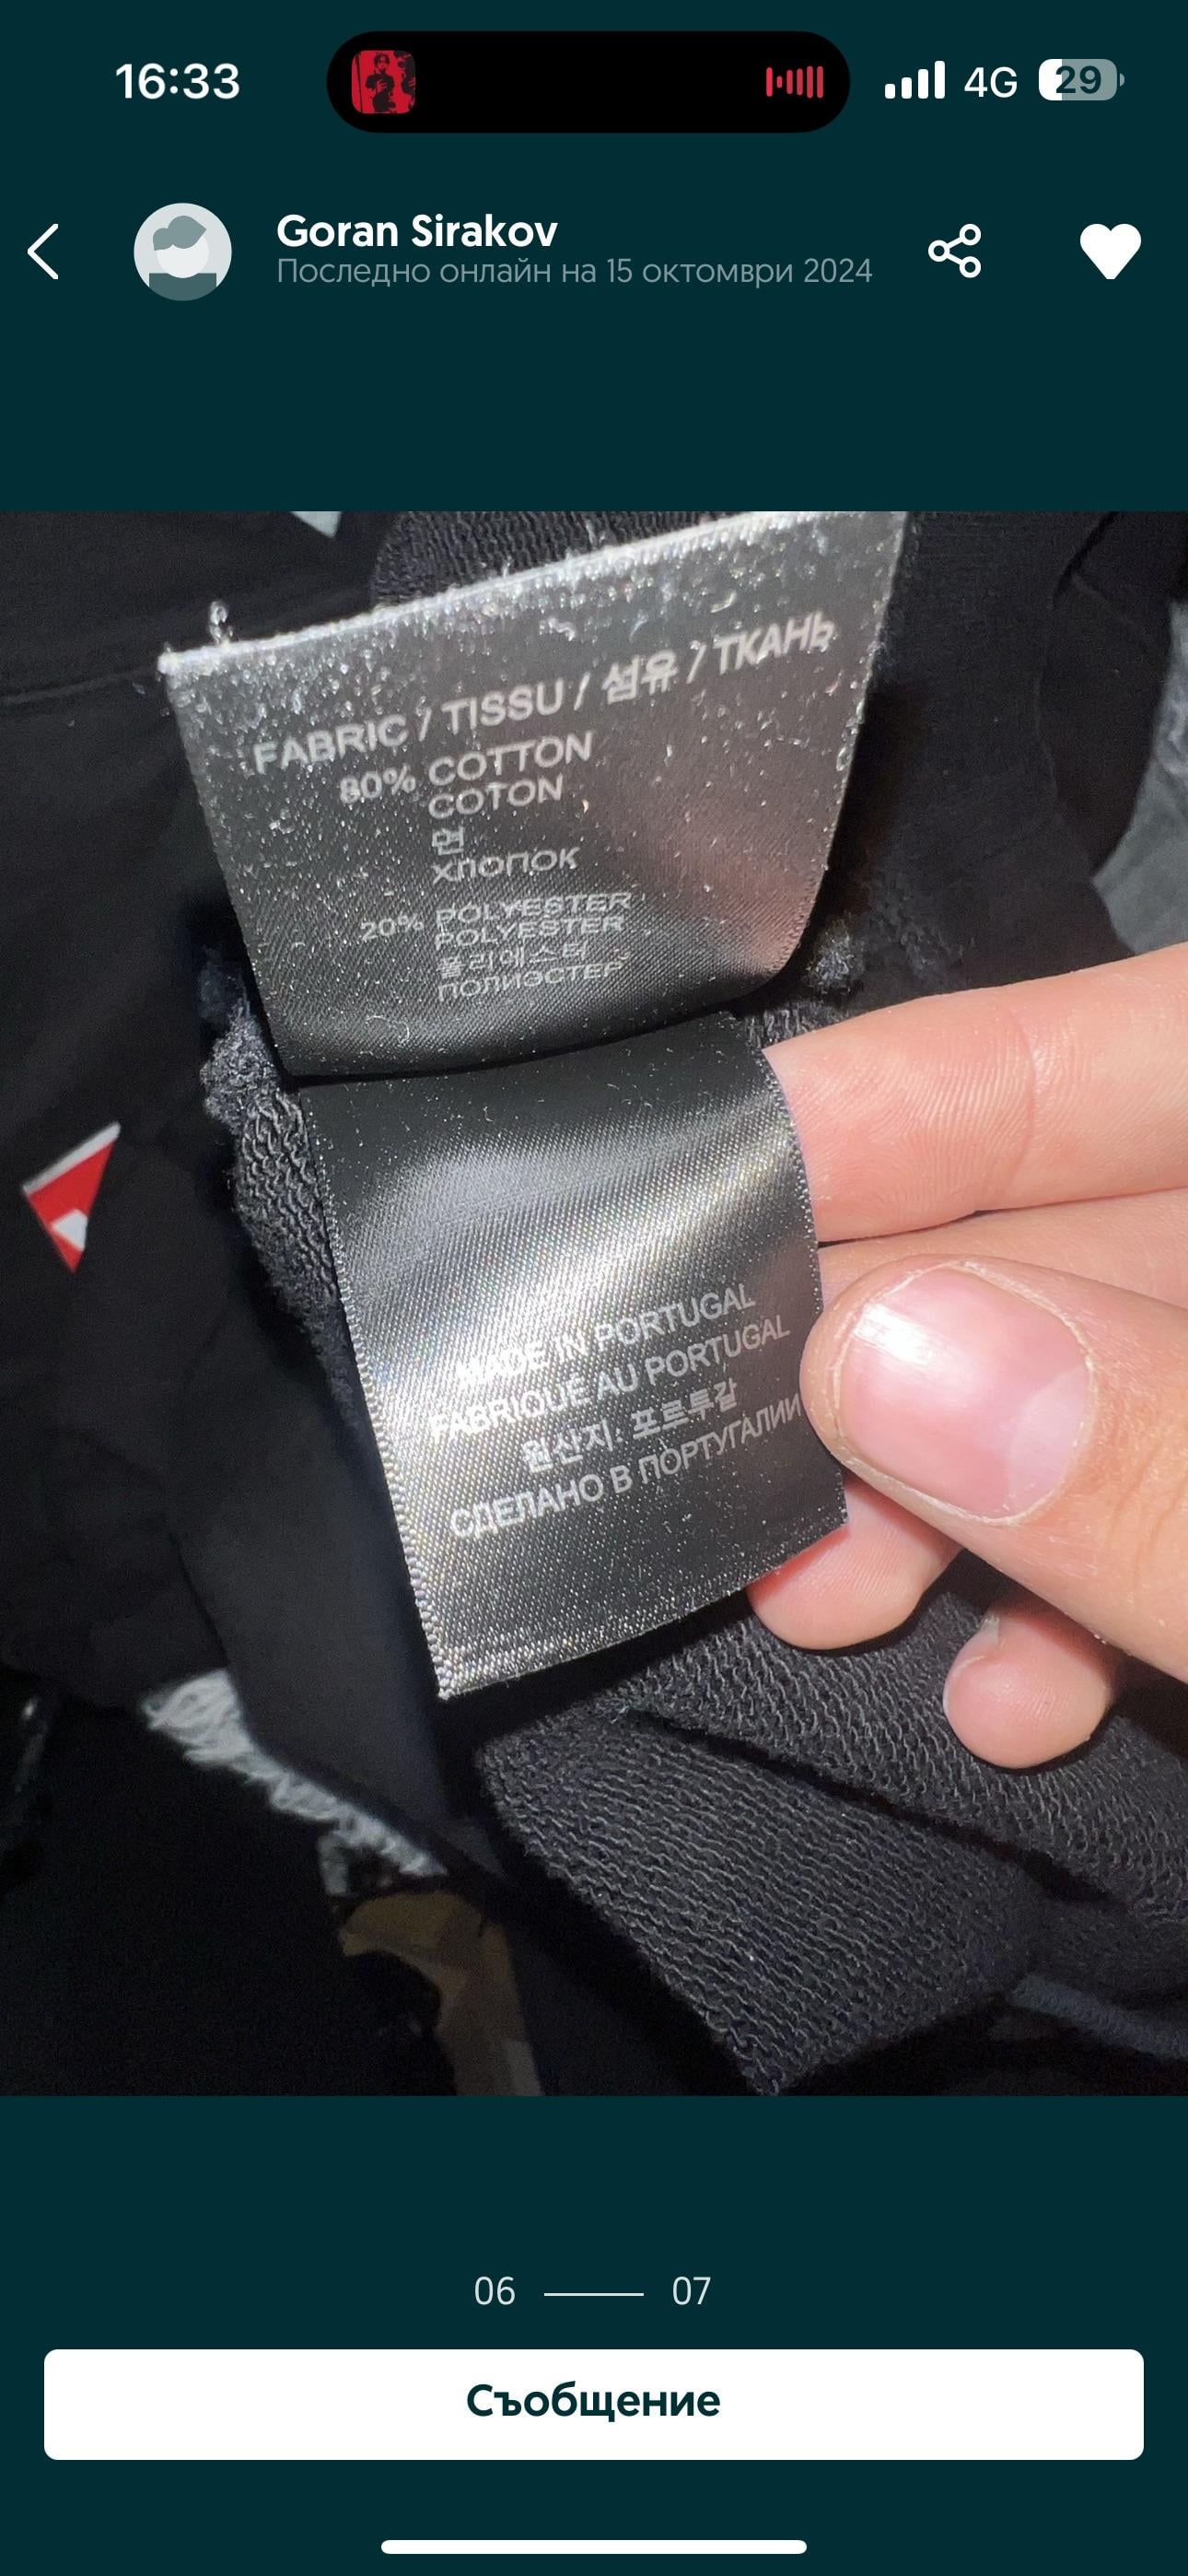 16:33
4G
29
Goran Sirakov
Последно онлайн на 15 октомври 2024
FABRIC / TISSU / 섬유 / ТКАНЬ
80% COTTON
COTON
면
ХЛОПОК
20% POLYESTER
POLYESTER
폴리에스터
ПОЛИЭСТЕР
MADE IN PORTUGAL
FABRIQUE AU PORTUGAL
원산지: 포르투갈
СДЕЛАНО В ПОРТУГАЛИИ
06
07
Съобщение